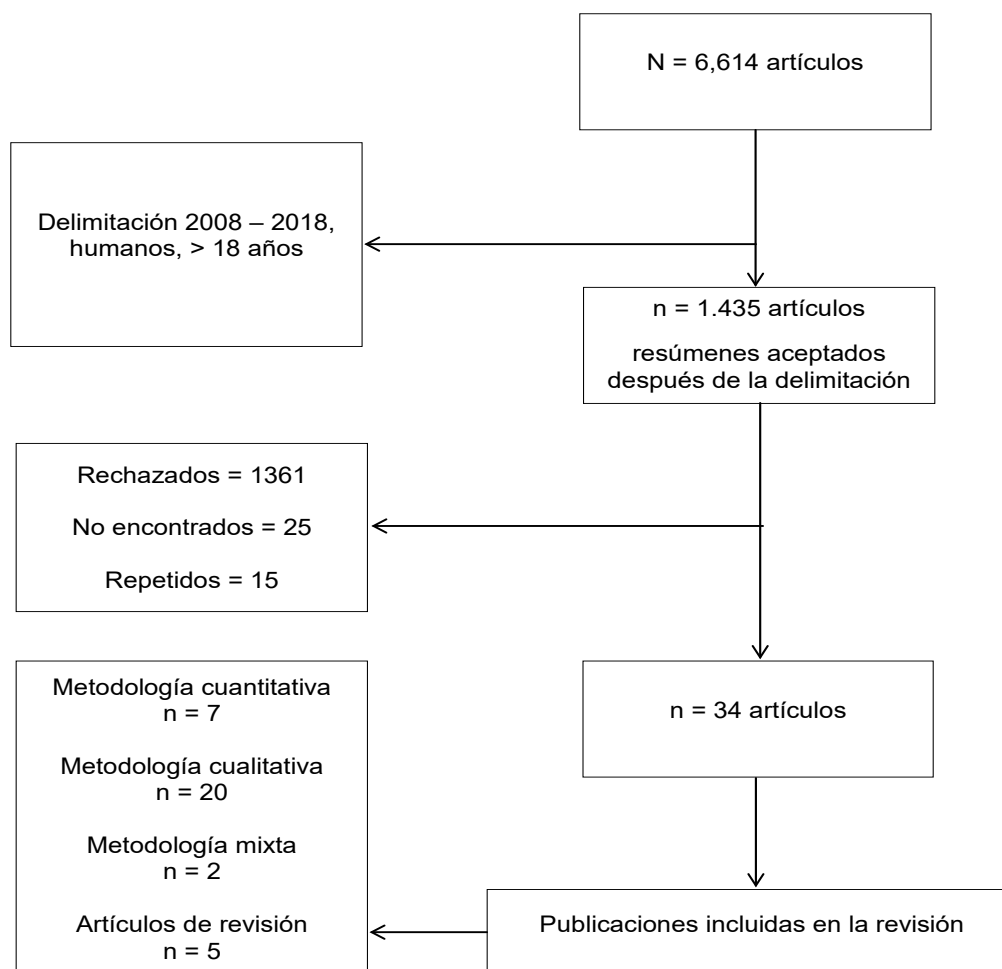 N = 6,614 artículos
Delimitación 2008 – 2018,
humanos, > 18 años
n = 1.435 artículos
resúmenes aceptados
después de la delimitación
Rechazados = 1361
No encontrados = 25
Repetidos = 15
n = 34 artículos
Metodología cuantitativa
n = 7
Metodología cualitativa
n = 20
Metodología mixta
n = 2
Artículos de revisión
n = 5
Publicaciones incluidas en la revisión